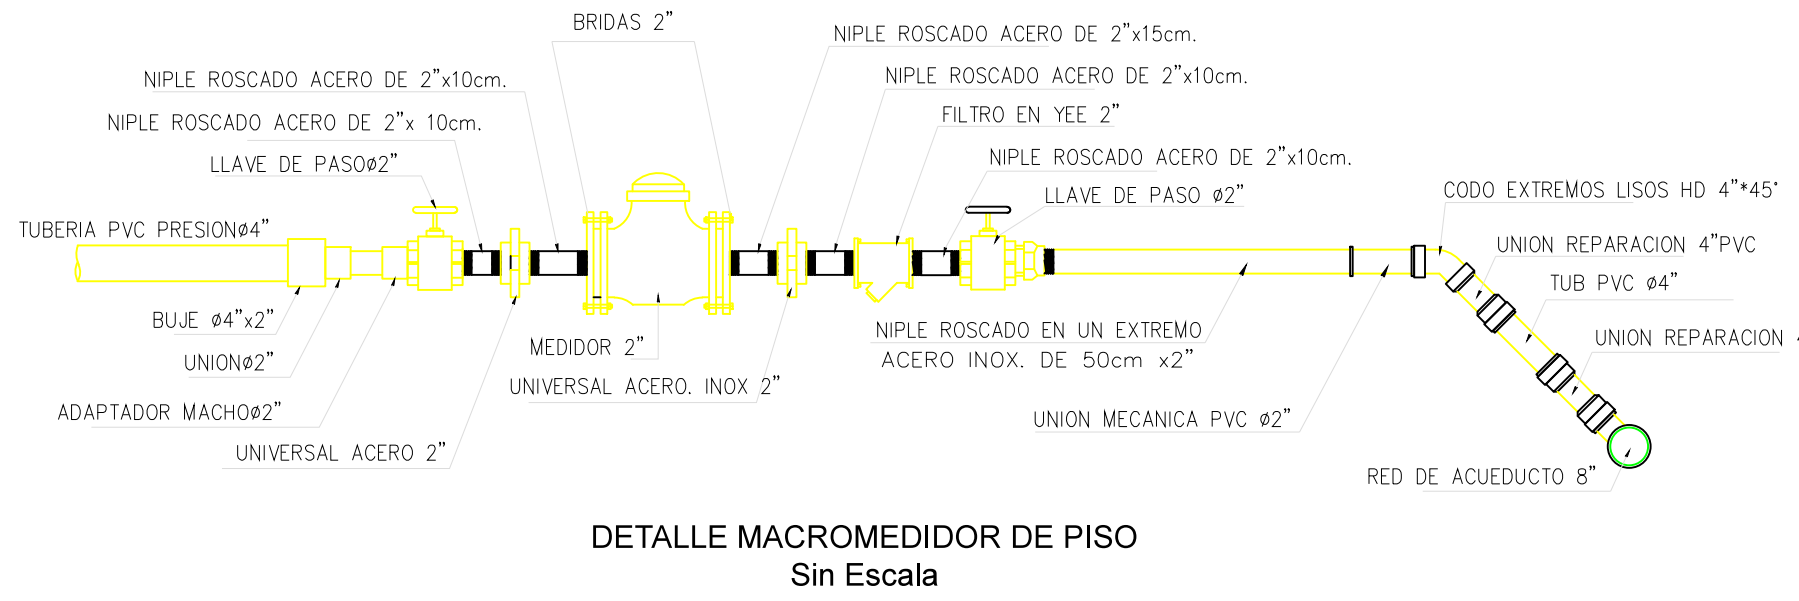 BRIDAS 2"
NIPLE ROSCADO ACERO DE 2"x15cm.
NIPLE ROSCADO ACERO DE 2"x10cm.
NIPLE ROSCADO ACERO DE 2"x10cm.
NIPLE ROSCADO ACERO DE 2"x 10cm.
FILTRO EN YEE 2"
LLAVE DE PASOø2"
NIPLE ROSCADO ACERO DE 2"x10cm.
LLAVE DE PASO ø2"
CODO EXTREMOS LISOS HD 4"*45°
TUBERIA PVC PRESIONø4"
UNION REPARACION 4"PVC
TUB PVC ø4"
BUJE ø4"x2"
NIPLE ROSCADO EN UN EXTREMO
ACERO INOX. DE 50cm x2"
MEDIDOR 2"
UNION REPARACION
UNIONø2"
UNIVERSAL ACERO. INOX 2"
ADAPTADOR MACHOø2"
UNION MECANICA PVC ø2"
UNIVERSAL ACERO 2"
RED DE ACUEDUCTO 8"
DETALLE MACROMEDIDOR DE PISO
Sin Escala